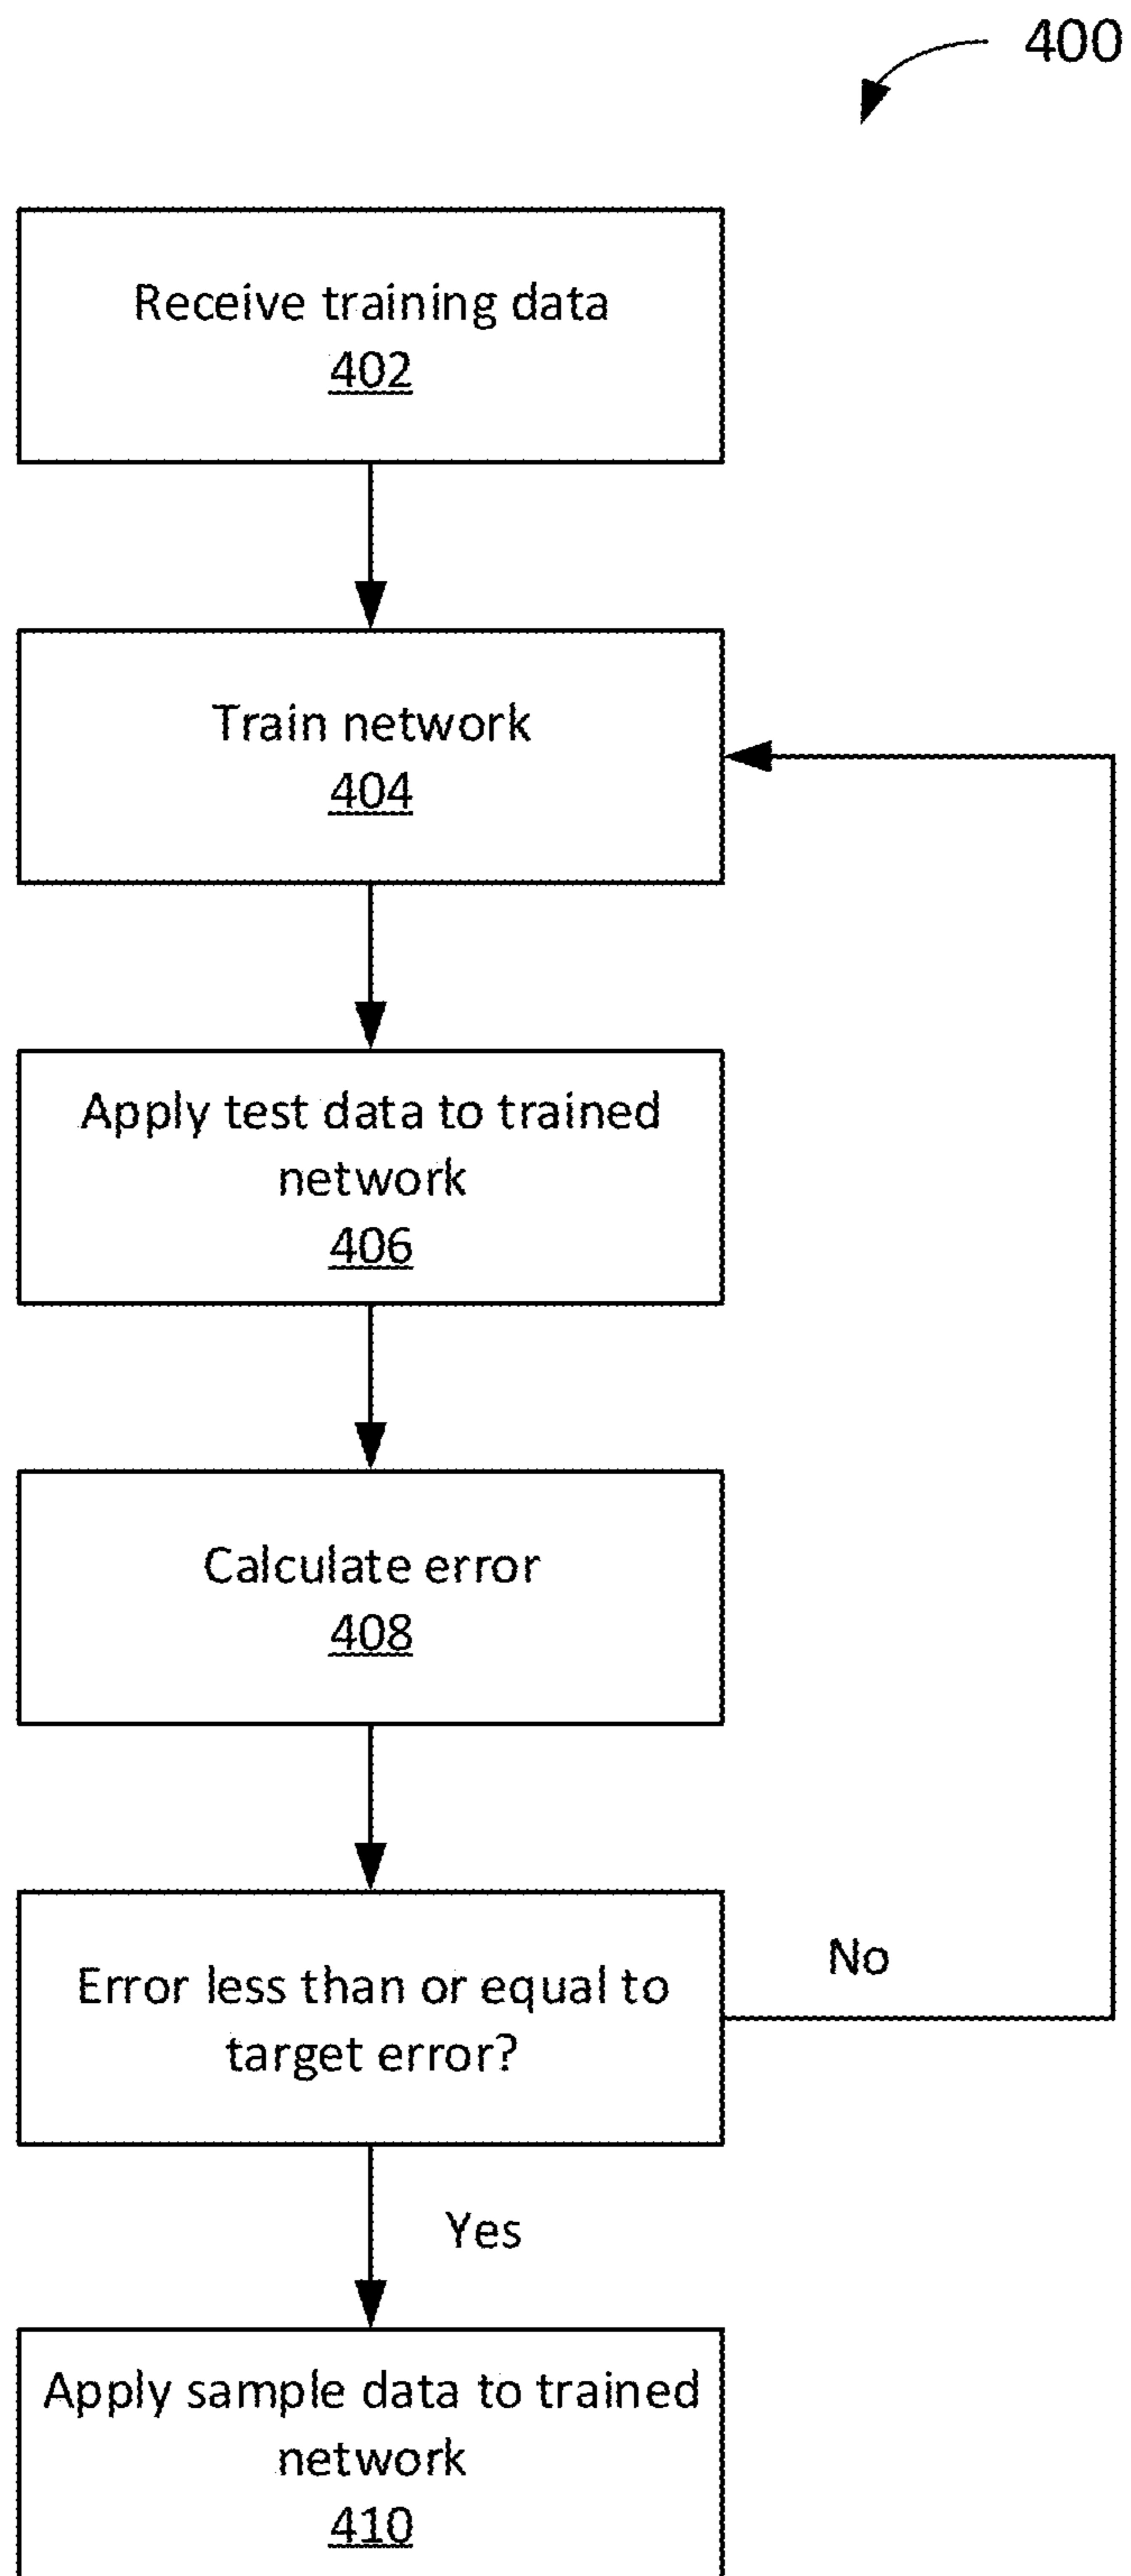 400
Receive training data
402
Train network
404
Apply test data to trained
network
406
Calculate error
408
Error less than or equal to
target error?
No
Yes
Apply sample data to trained
network
410